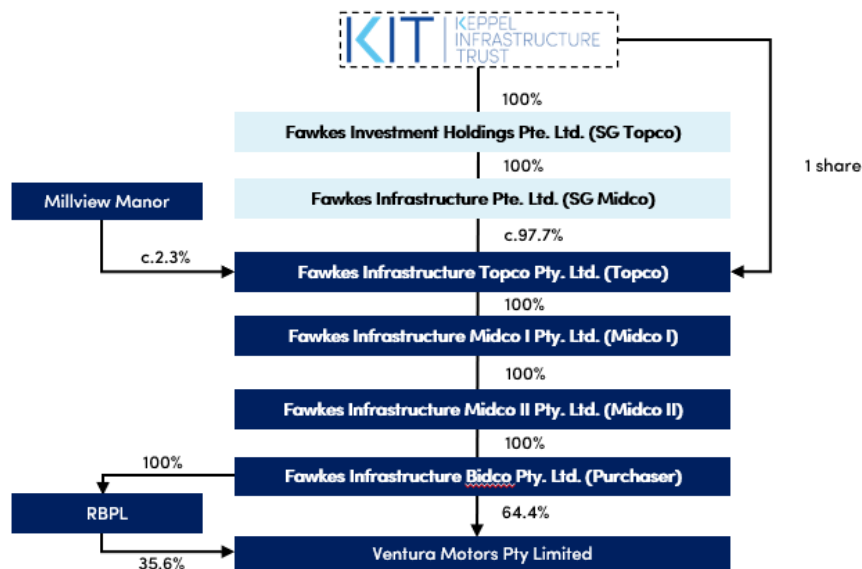 KIT KEPPEL
INFRASTRUCTURE
TRUST
100%
Fawkes Investment Holdings Pte. Ltd. (SG Topco)
100%
1 share
Millview Manor
Fawkes Infrastructure Pte. Ltd. (SG Midco)
c.97.7%
c.2.3%
Fawkes Infrastructure Topco Pty. Ltd. (Topco)
100%
Fawkes Infrastructure Midco I Pty. Ltd. (Midco I)
100%
Fawkes Infrastructure Midco II Pty. Ltd. (Midco II)
100%
100%
Fawkes Infrastructure Bidco Pty. Ltd. (Purchaser)
RBPL
64.4%
Ventura Motors Pty Limited
35.6%